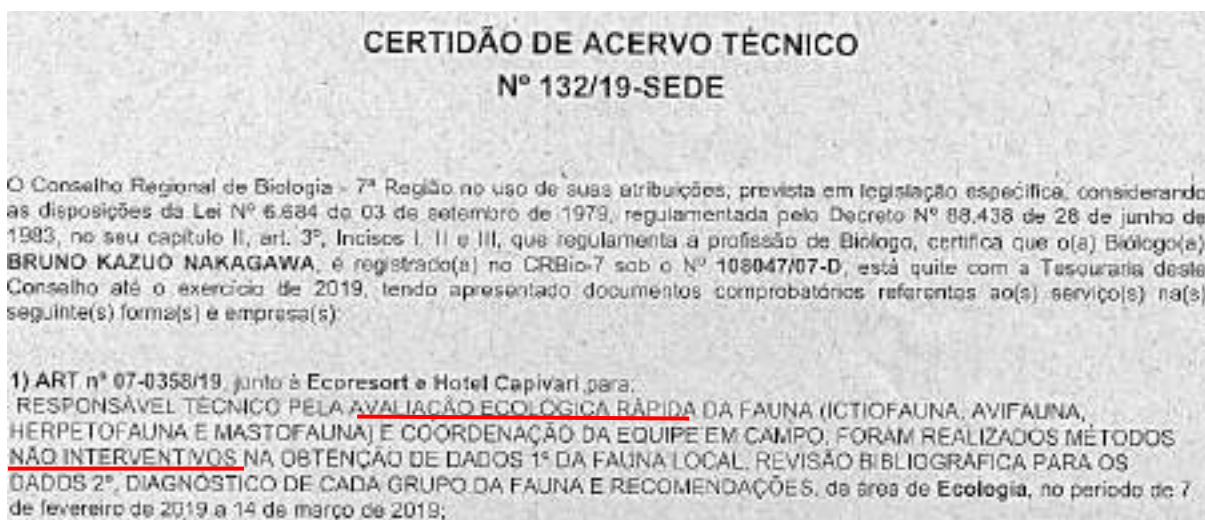 CERTIDÃO DE ACERVO TÉCNICO
Nº 132/19-SEDE
O Conselho Regional de Biologia - 7ª Região no uso de suas atribuições, prevista em legislação específica, considerando
as disposições da Lei Nº 6.684 de 03 de setembro de 1979, regulamentada pelo Decreto Nº 88.438 de 28 de junho de
1983, no seu capítulo II, art. 3º, Incisos I, II e III, que regulamenta a profissão de Biólogo, certifica que o(a) Biólogo(a)
BRUNO KAZUO NAKAGAWA, é registrado(a) no CRBio-7 sob o Nº 108047/07-D, está quite com a Tesouraria deste
Conselho até o exercício de 2019, tendo apresentado documentos comprobatórios referentes ao(s) serviço(s) na(s)
seguinte(s) forma(s) e empresa(s):
1) ART nº 07-0358/19, junto à Ecoresort e Hotel Capivari para:
RESPONSÁVEL TÉCNICO PELA AVALIAÇÃO ECOLÓGICA RÁPIDA DA FAUNA (ICTIOFAUNA, AVIFAUNA,
HERPETOFAUNA E MASTOFAUNA) E COORDENAÇÃO DA EQUIPE EM CAMPO. FORAM REALIZADOS MÉTODOS
NÃO INTERVENTIVOS NA OBTENÇÃO DE DADOS 1º DA FAUNA LOCAL, REVISÃO BIBLIOGRÁFICA PARA OS
DADOS 2º, DIAGNÓSTICO DE CADA GRUPO DA FAUNA E RECOMENDAÇÕES, da área de Ecologia, no período de 7
de fevereiro de 2019 a 14 de março de 2019;